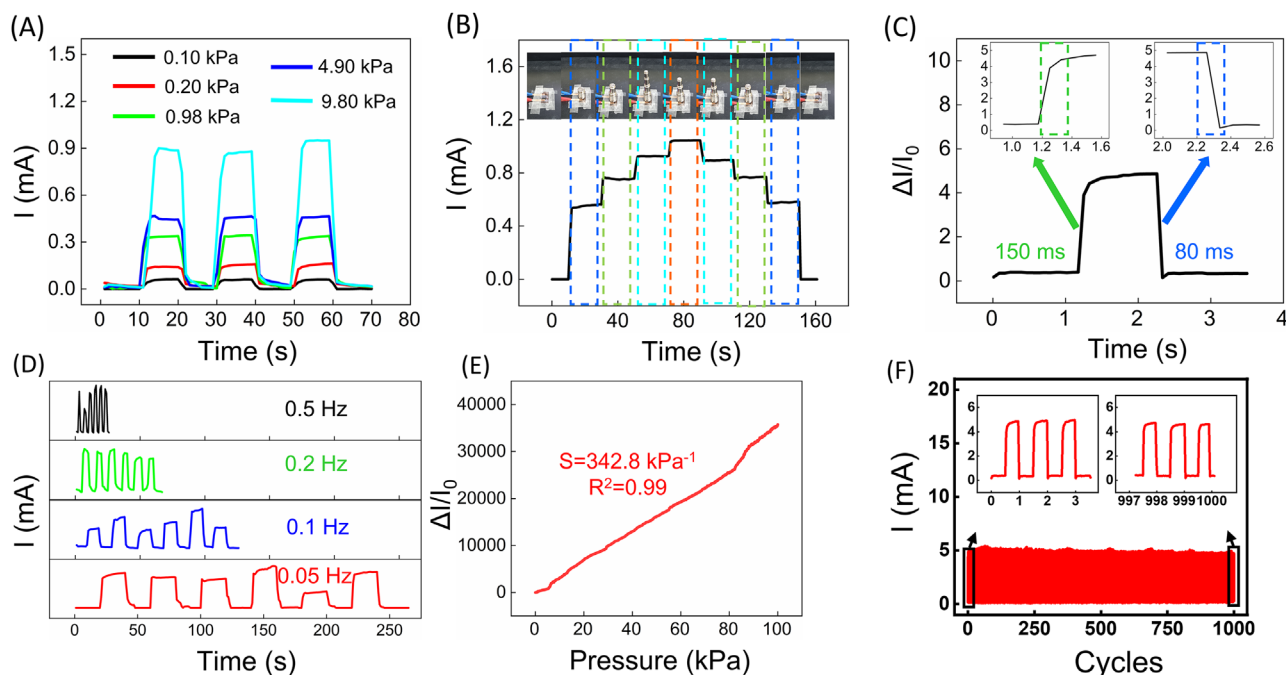 (A)
1.5
1.2
0.9
0.6
0.3
0.0
I (mA)
0.10 kPa
0.20 kPa
0.98 kPa
4.90 kPa
9.80 kPa
0 10 20 30 40 50 60 70 80
Time (s)
(B)
1.8
1.2
0.6
0.0
I (mA)
0 40 80 120 160
Time (s)
(C)
12
10
8
6
4
2
0
ΔI/I0
5
4
3
2
1
0
1.0 1.2 1.4 1.6
5
4
3
2
1
0
2.0 2.2 2.4 2.6
150 ms
80 ms
0 1 2 3 4
Time (s)
(D)
I (mA)
0.5 Hz
0.2 Hz
0.1 Hz
0.05 Hz
0 50 100 150 200 250
Time (s)
(E)
40000
30000
20000
10000
0
ΔI/I0
S=342.8 kPa-1
R2=0.99
0 20 40 60 80 100
Pressure (kPa)
(F)
20
15
10
5
0
I (mA)
6
4
2
0
0 1 2 3
6
4
2
0
997 998 999 1000
0 250 500 750 1000
Cycles